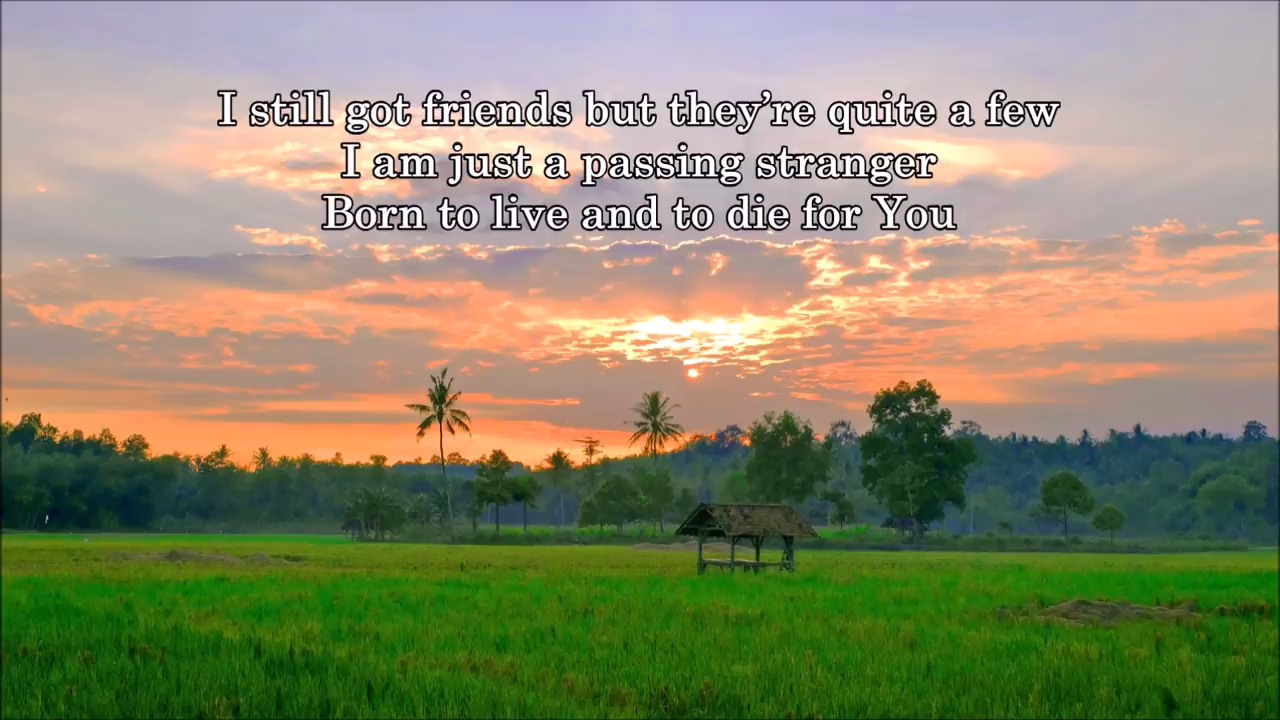 I still got friends but they’re quite a few
I am just a passing stranger
Born to live and to die for You